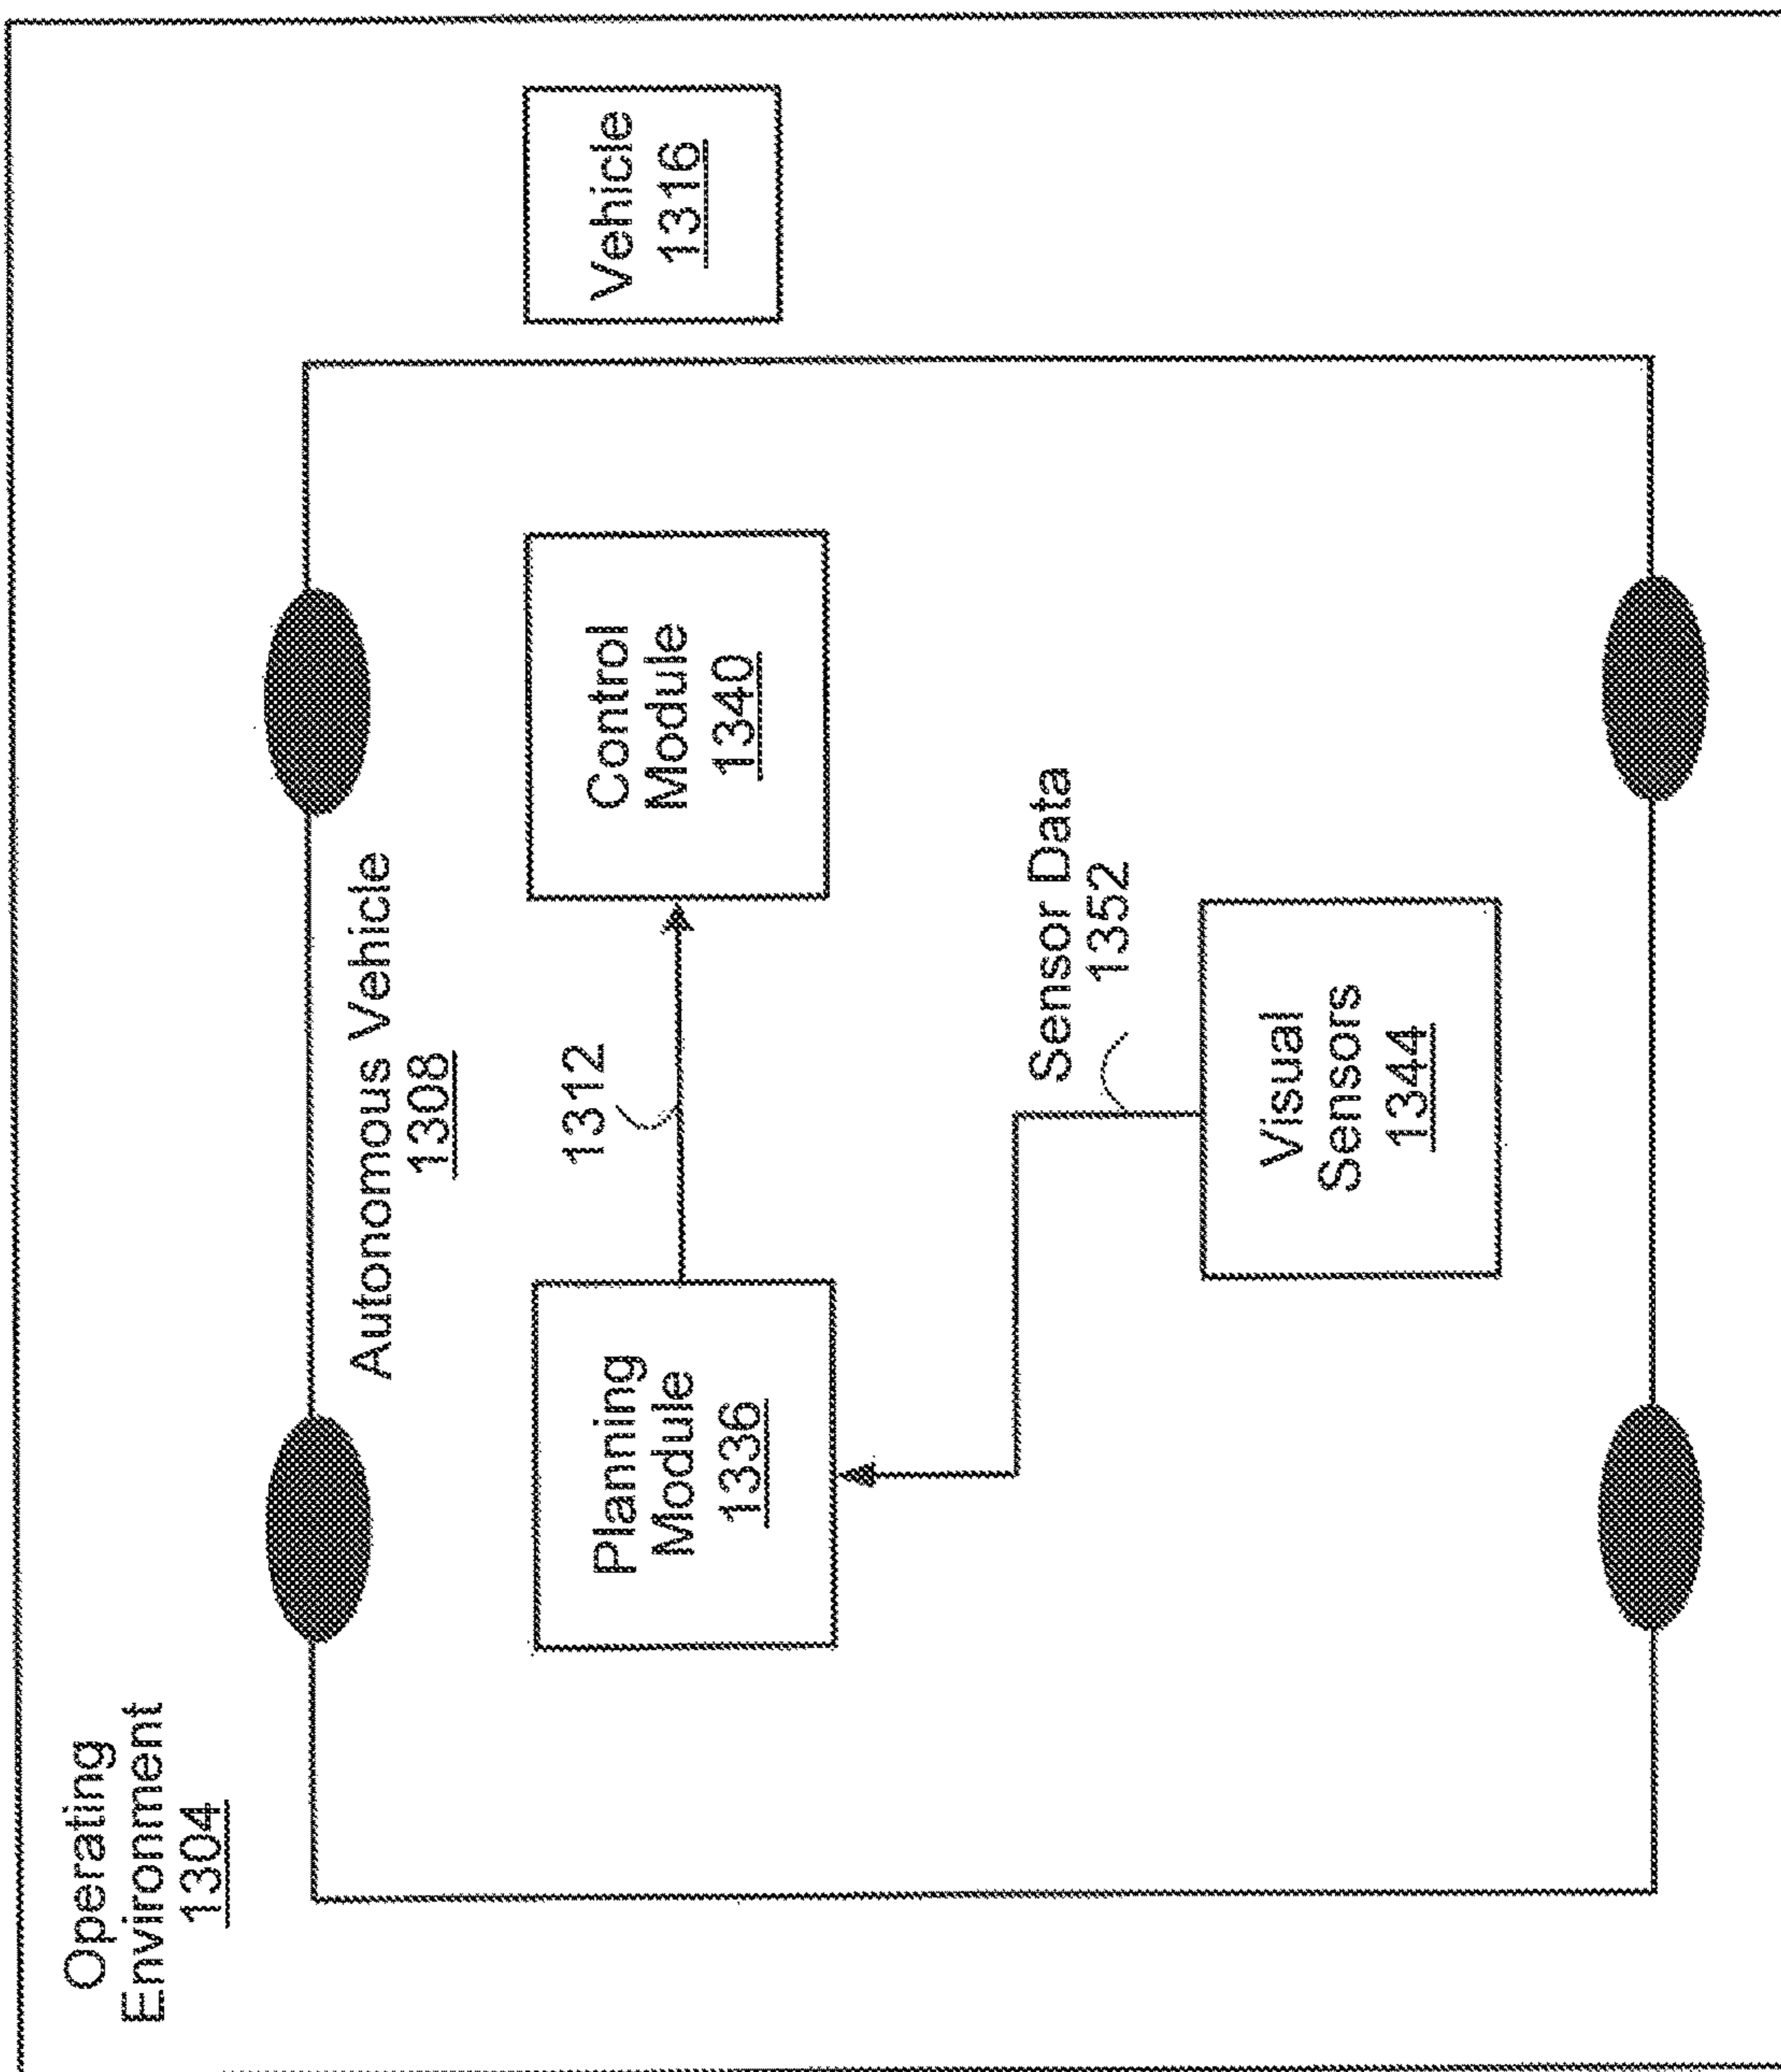 Operating
Environment
1304
Autonomous Vehicle
1308
Planning
Module
1336
1312
Control
Module
1340
Vehicle
1316
Sensor Data
1352
Visual
Sensors
1344